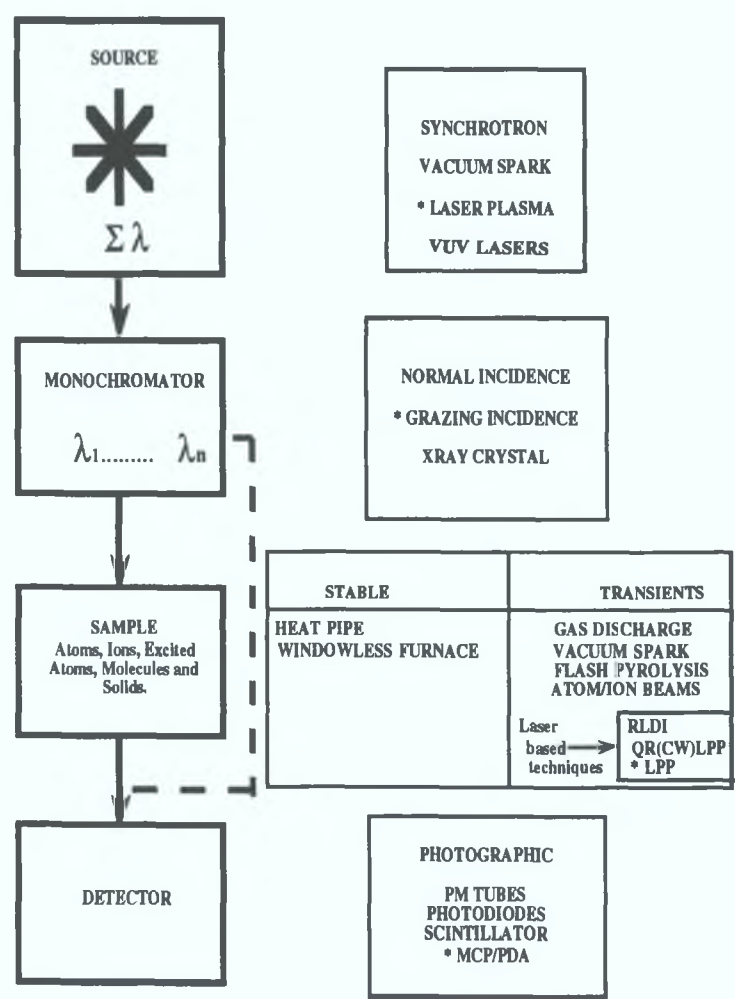 SOURCE
Σ λ
SYNCHROTRON
VACUUM SPARK
* LASER PLASMA
VUV LASERS
MONOCHROMATOR
λ1......... λn
NORMAL INCIDENCE
* GRAZING INCIDENCE
XRAY CRYSTAL
SAMPLE
Atoms, Ions, Excited
Atoms, Molecules and
Solids.
STABLE
HEAT PIPE
WINDOWLESS FURNACE
TRANSIENTS
GAS DISCHARGE
VACUUM SPARK
FLASH PYROLYSIS
ATOM/ION BEAMS
Laser
based
techniques
RLDI
QR(CW)LPP
* LPP
DETECTOR
PHOTOGRAPHIC
PM TUBES
PHOTODIODES
SCINTILLATOR
* MCP/PDA